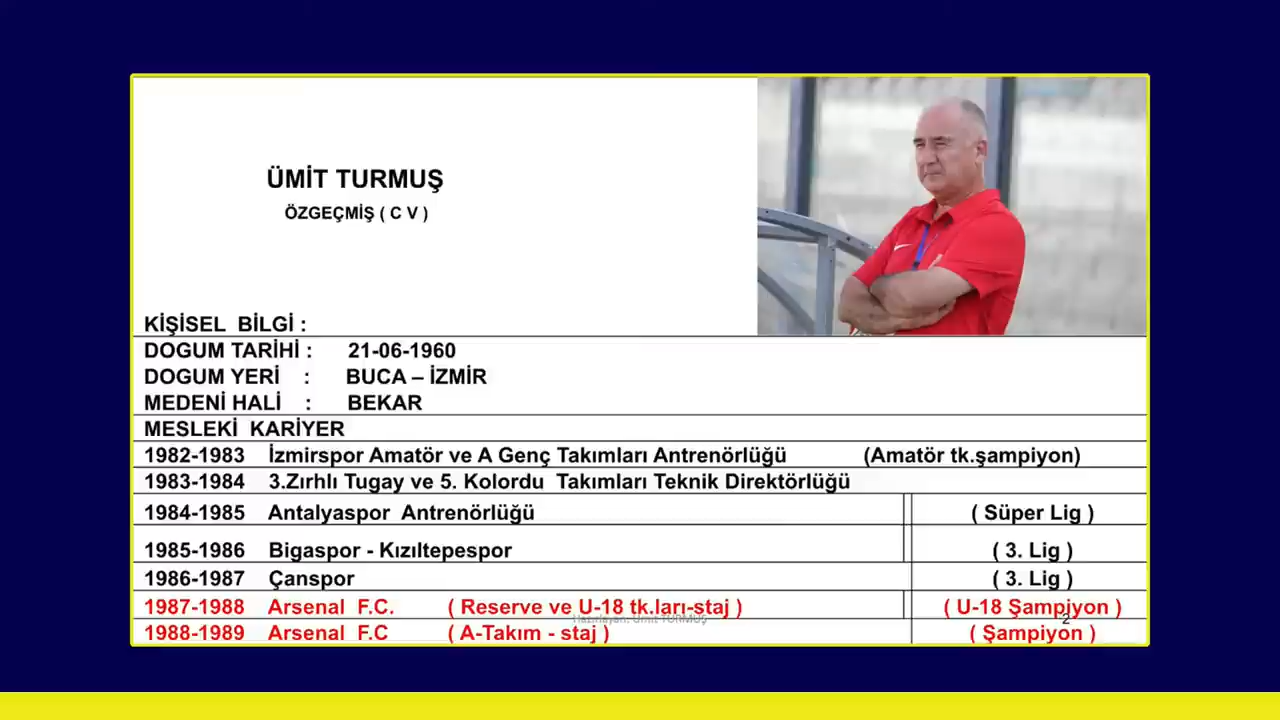 ÜMİT TURMUŞ
ÖZGEÇMİŞ ( C V )
KİŞİSEL BİLGİ :
DOGUM TARİHİ : 21-06-1960
DOGUM YERİ : BUCA – İZMİR
MEDENİ HALİ : BEKAR
MESLEKİ KARİYER
1982-1983 İzmirspor Amatör ve A Genç Takımları Antrenörlüğü (Amatör tk.şampiyon)
1983-1984 3.Zırhlı Tugay ve 5. Kolordu Takımları Teknik Direktörlüğü
1984-1985 Antalyaspor Antrenörlüğü ( Süper Lig )
1985-1986 Bigaspor - Kızıltepespor ( 3. Lig )
1986-1987 Çanspor ( 3. Lig )
1987-1988 Arsenal F.C. ( Reserve ve U-18 tk.ları-staj ) ( U-18 Şampiyon )
Hazırlayan; Ümit TURMUŞ 2
1988-1989 Arsenal F.C ( A-Takım - staj ) ( Şampiyon )